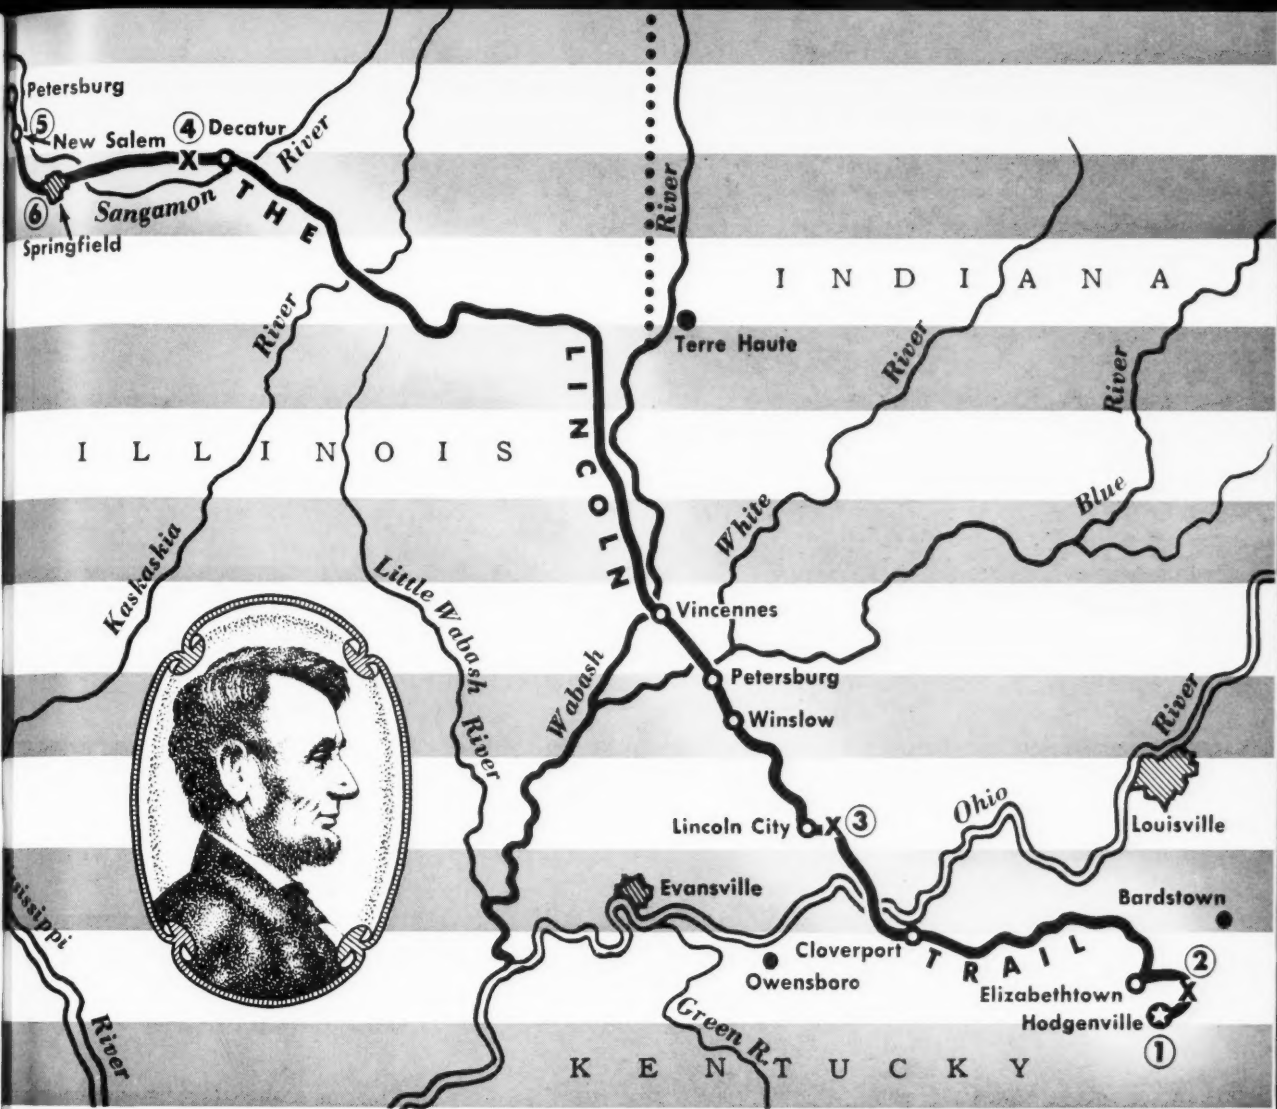 Petersburg
5
New Salem
4
Decatur
River
Sangamon
6
Springfield
THE
River
INDIANA
River
Terre Haute
LINCOLN
River
River
ILLINOIS
Kaskaskia
White
Blue
Little Wabash River
Vincennes
Wabash
Petersburg
Winslow
River
Lincoln City
3
Ohio
Louisville
Evansville
Bardstown
Cloverport
Owensboro
TRAIL
2
Elizabethtown
Hodgenville
1
River
Green R.
KENTUCKY